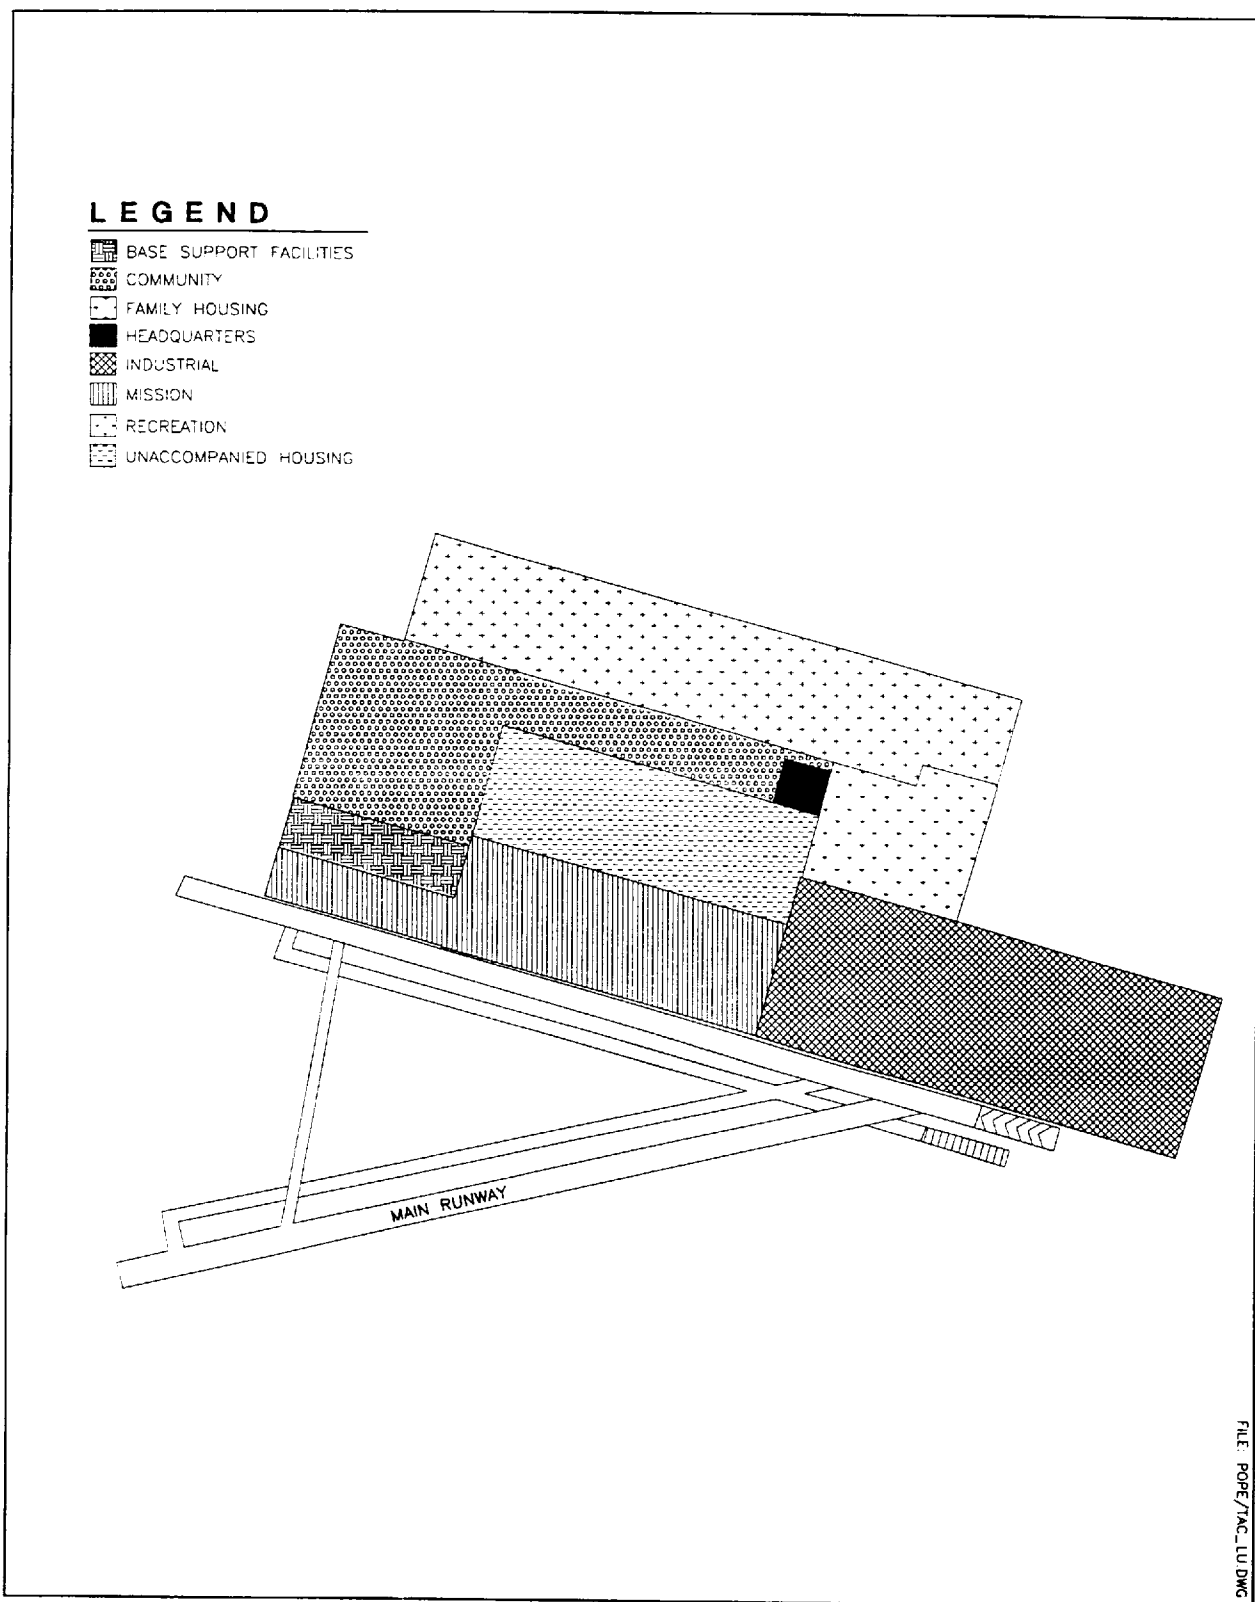 LEGEND
BASE SUPPORT FACILITIES
COMMUNITY
FAMILY HOUSING
HEADQUARTERS
INDUSTRIAL
MISSION
RECREATION
UNACCOMPANIED HOUSING
MAIN RUNWAY
FILE: POPE/TAC_LU.DWG